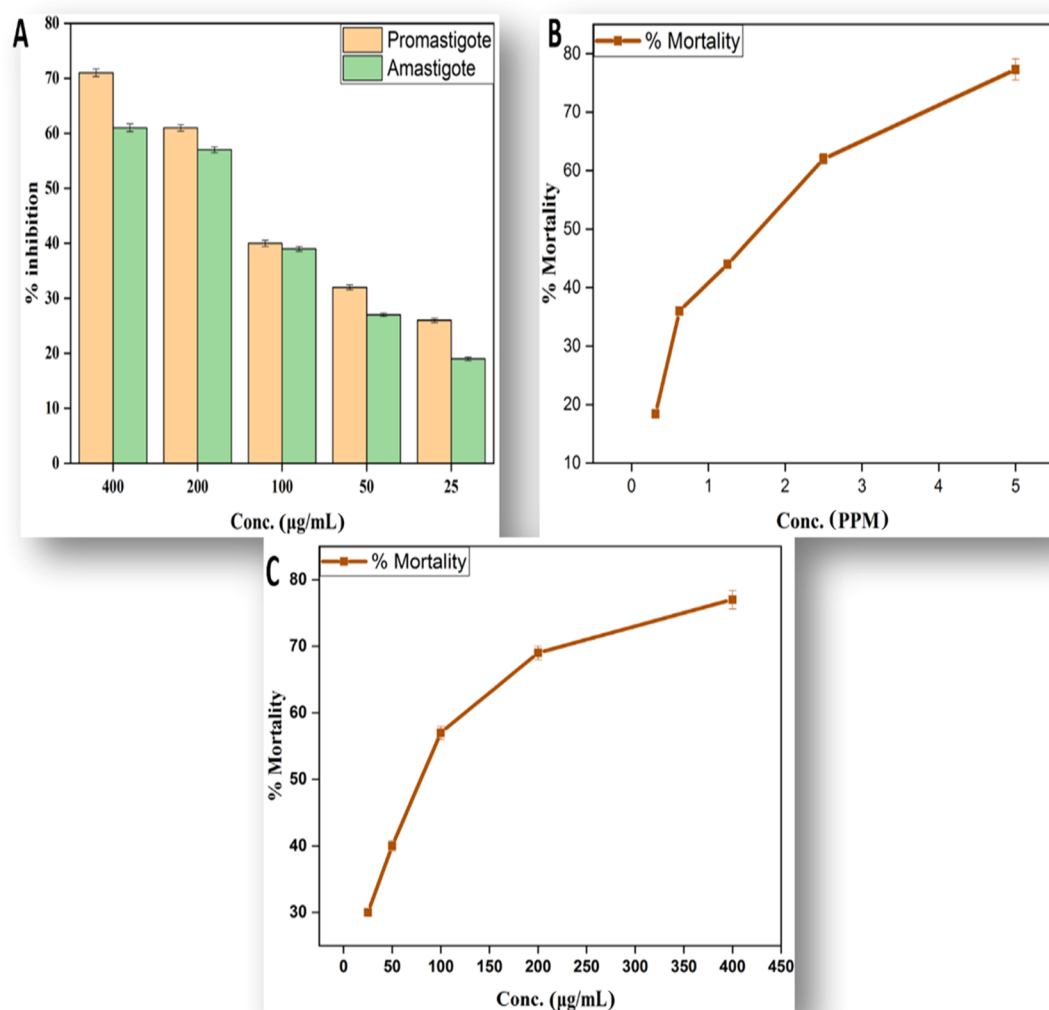 A
Promastigote
Amastigote
% inhibition
80
70
60
50
40
30
20
10
0
400 200 100 50 25
Conc. (µg/mL)
B
% Mortality
% Mortality
80
70
60
50
40
30
20
10
0 1 2 3 4 5
Conc. (PPM)
C
% Mortality
% Mortality
80
70
60
50
40
30
0 50 100 150 200 250 300 350 400 450
Conc. (µg/mL)